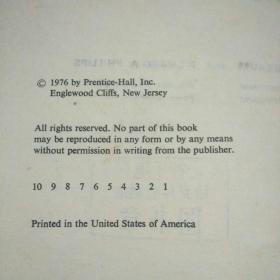 © 1976 by Prentice-Hall, Inc.
Englewood Cliffs, New Jersey
All rights reserved. No part of this book
may be reproduced in any form or by any means
without permission in writing from the publisher.
10 9 8 7 6 5 4 3 2 1
Printed in the United States of America